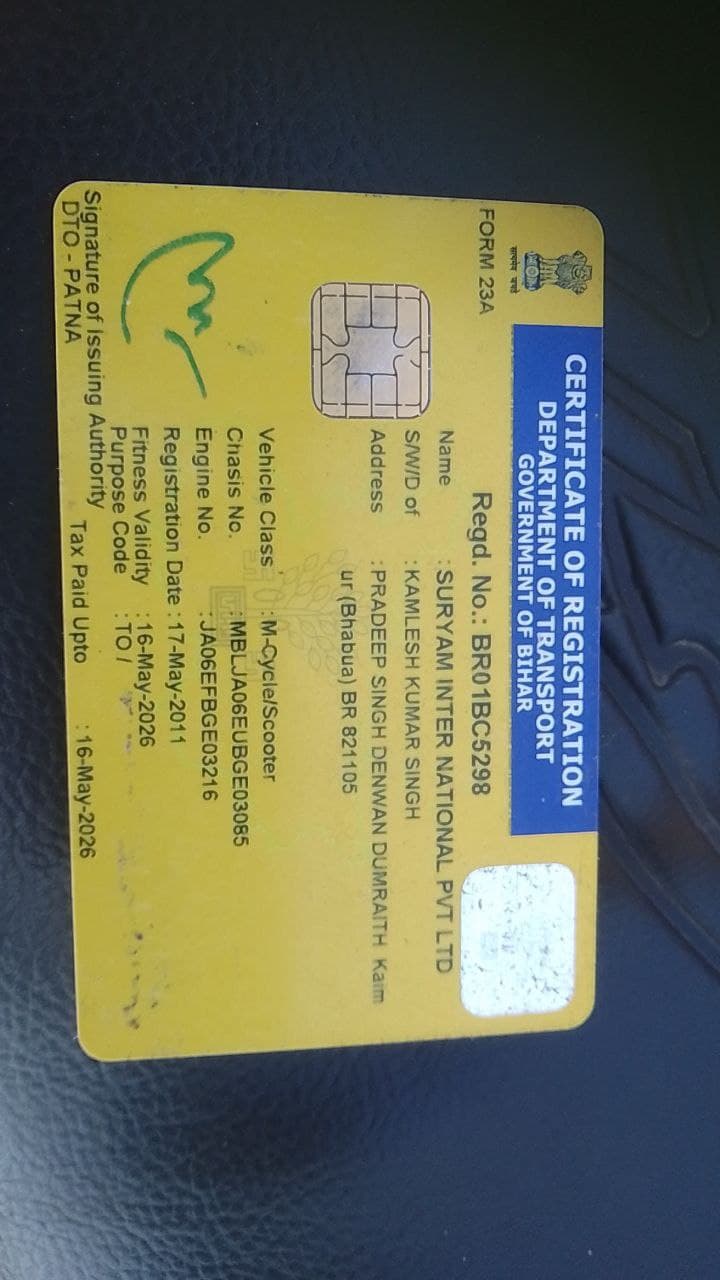 CERTIFICATE OF REGISTRATION
DEPARTMENT OF TRANSPORT
GOVERNMENT OF BIHAR
सत्यमेव जयते
FORM 23A
Regd. No.: BR01BC5298
Name : SURYAM INTER NATIONAL PVT LTD
S/W/D of : KAMLESH KUMAR SINGH
Address : PRADEEP SINGH DENWAN DUMRAITH Karm
ur (Bhabua) BR 821105
Vehicle Class : M-Cycle/Scooter
Chasis No. : MBLJA06EUBGE03085
Engine No. : JA06EFBGE03216
Registration Date : 17-May-2011
Fitness Validity : 16-May-2026
Purpose Code : TO /
Signature of Issuing Authority Tax Paid Upto : 16-May-2026
DTO - PATNA